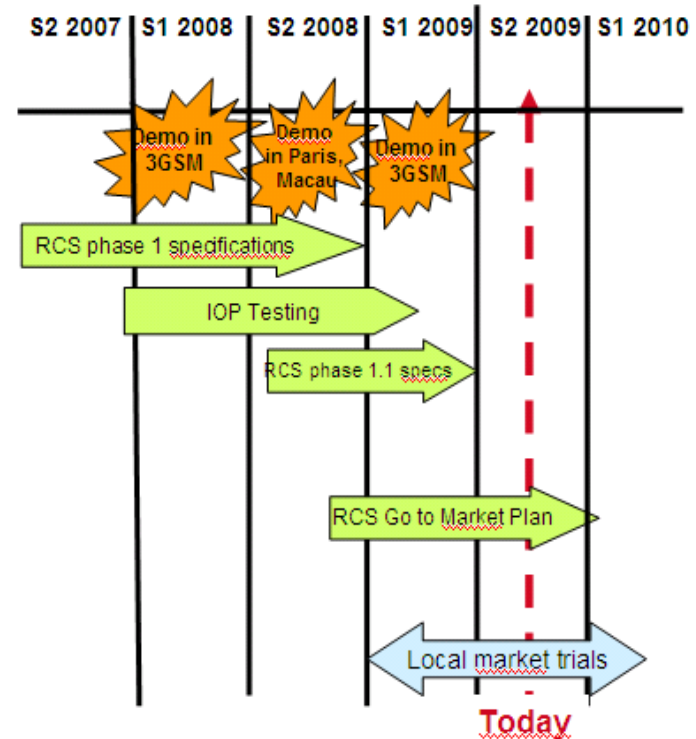 S2 2007 S1 2008 S2 2008 S1 2009 S2 2009 S1 2010
Demo in
3GSM
Demo
in Paris,
Macau
Demo in
3GSM
RCS phase 1 specifications
IOP Testing
RCS phase 1.1 specs
RCS Go to Market Plan
Local market trials
Today